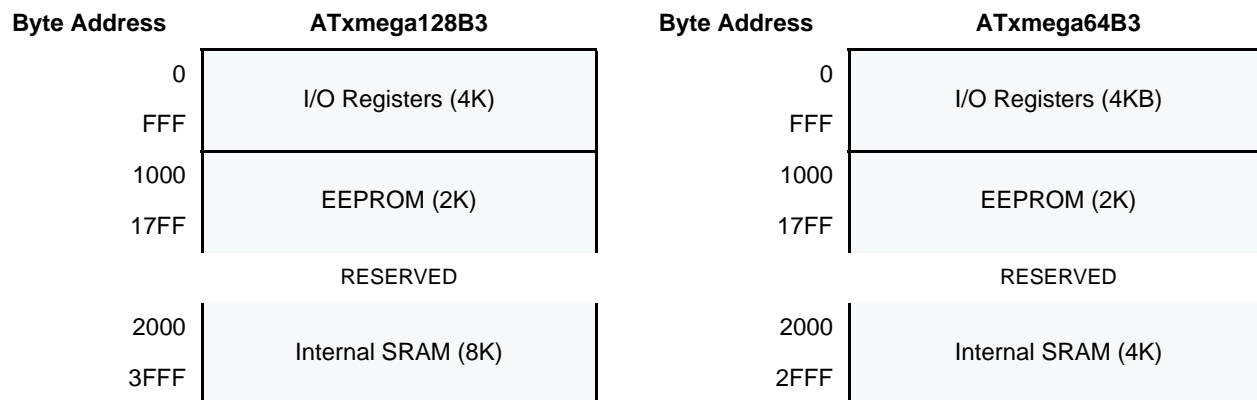 Byte Address ATxmega128B3 Byte Address ATxmega64B3
0 0
I/O Registers (4K) I/O Registers (4KB)
FFF FFF
1000 1000
EEPROM (2K) EEPROM (2K)
17FF 17FF
RESERVED RESERVED
2000 2000
Internal SRAM (8K) Internal SRAM (4K)
3FFF 2FFF